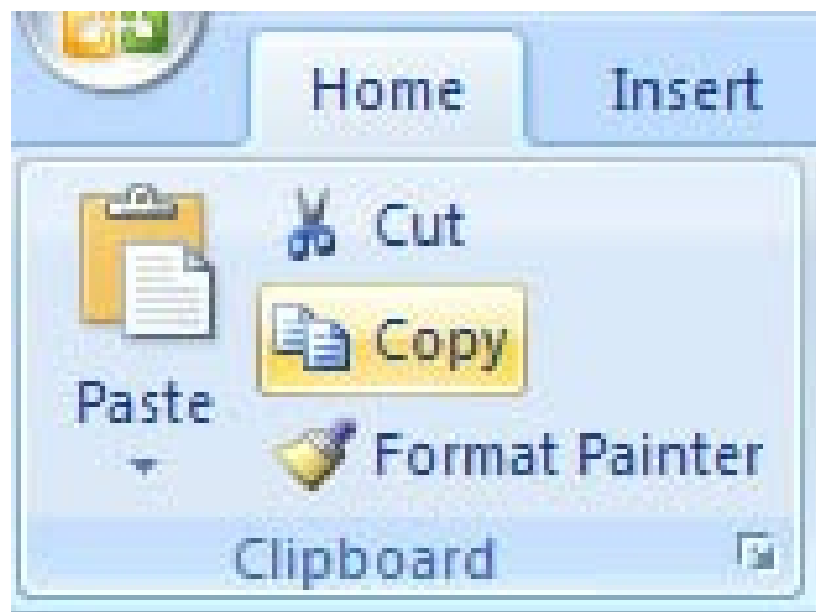 Home Insert
Cut
Copy
Paste
Format Painter
Clipboard